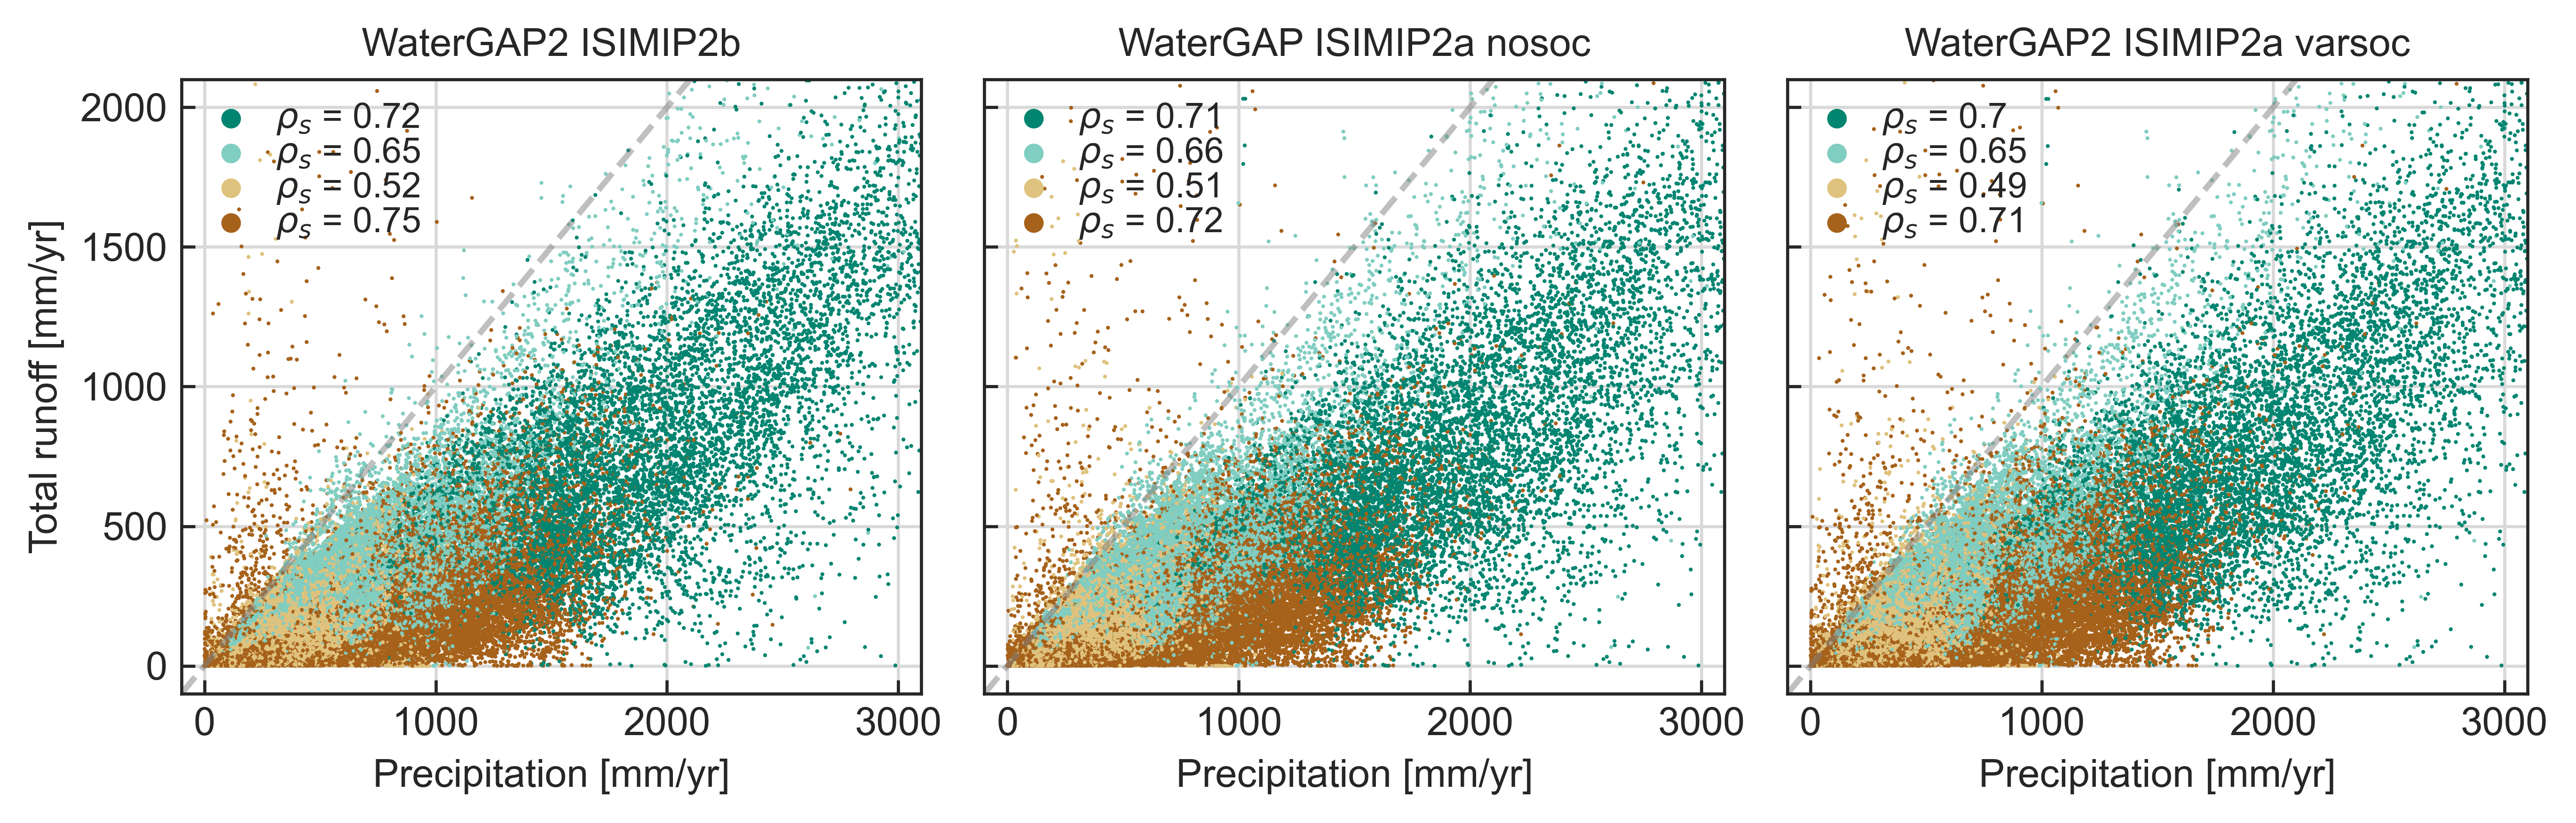 WaterGAP2 ISIMIP2b
WaterGAP ISIMIP2a nosoc
WaterGAP2 ISIMIP2a varsoc
Total runoff [mm/yr]
2000
1500
1000
500
0
ρs = 0.72
ρs = 0.65
ρs = 0.52
ρs = 0.75
ρs = 0.71
ρs = 0.66
ρs = 0.51
ρs = 0.72
ρs = 0.7
ρs = 0.65
ρs = 0.49
ρs = 0.71
0 1000 2000 3000
0 1000 2000 3000
0 1000 2000 3000
Precipitation [mm/yr]
Precipitation [mm/yr]
Precipitation [mm/yr]